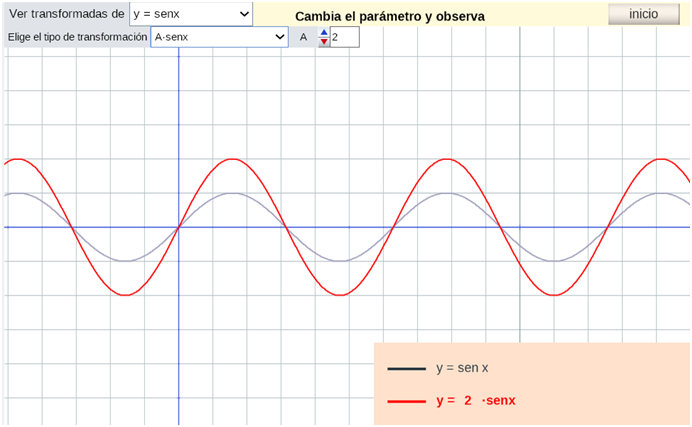 Ver transformadas de y = senx Cambia el parámetro y observa inicio
Elige el tipo de transformación A·senx A 2
y = sen x
y = 2 ·senx